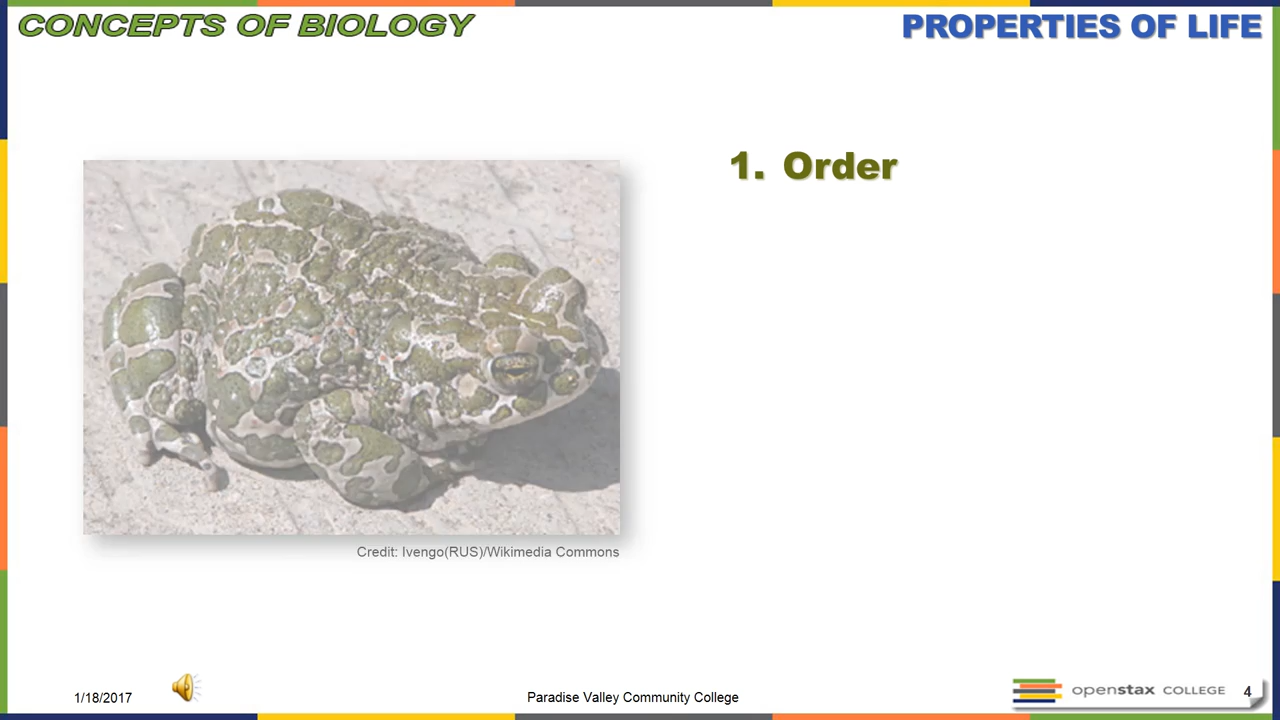 CONCEPTS OF BIOLOGY
PROPERTIES OF LIFE
1. Order
Credit: Ivengo(RUS)/Wikimedia Commons
1/18/2017
Paradise Valley Community College
openstax COLLEGE
4